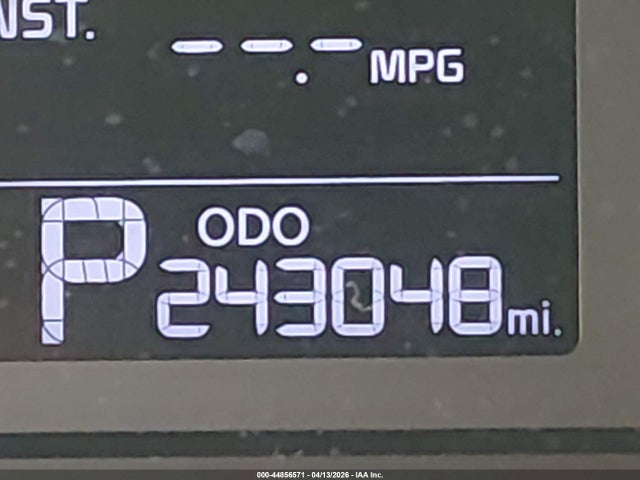 NST.
--.- MPG
ODO
P 243048 mi.
000-44856571 - 04/13/2026 - IAA Inc.